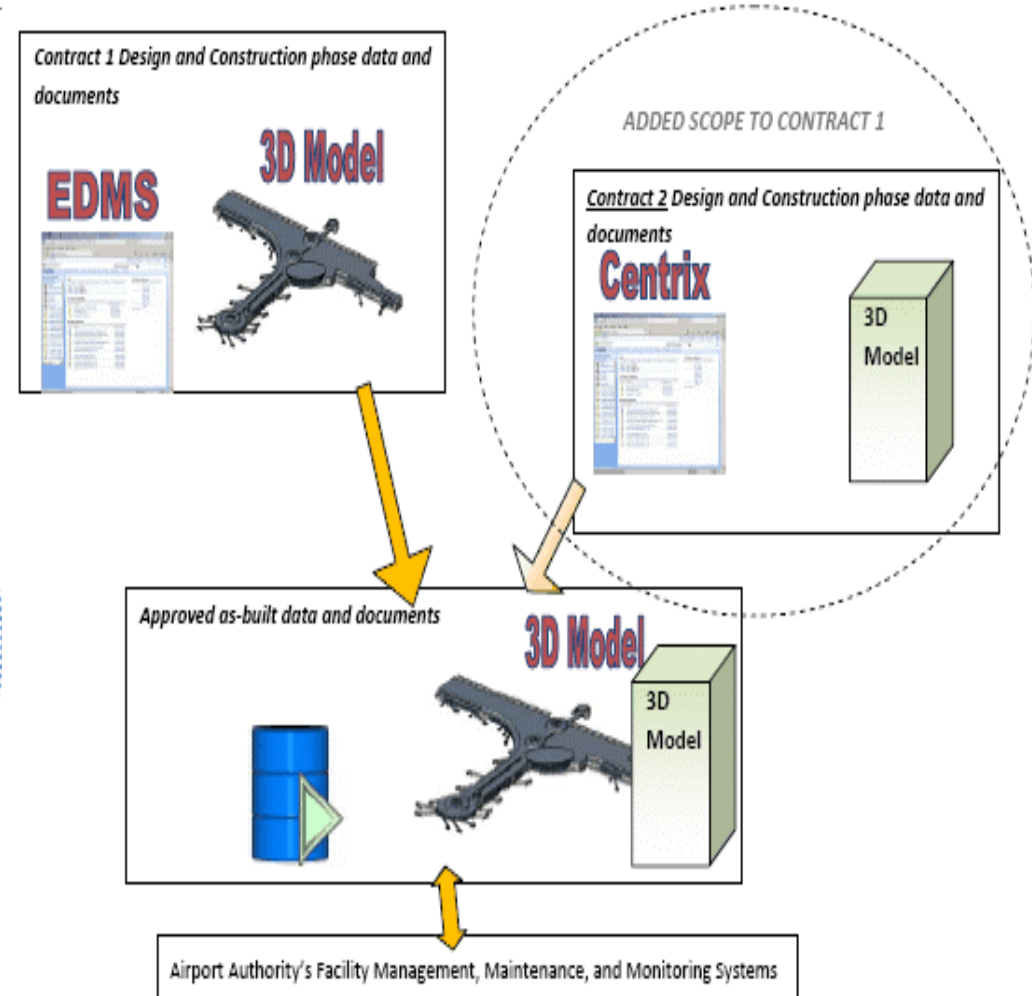 Contract 1 Design and Construction phase data and
documents
EDMS
3D Model
ADDED SCOPE TO CONTRACT 1
Contract 2 Design and Construction phase data and
documents
Centrix
3D
Model
Approved as-built data and documents
3D Model
3D
Model
Airport Authority's Facility Management, Maintenance, and Monitoring Systems